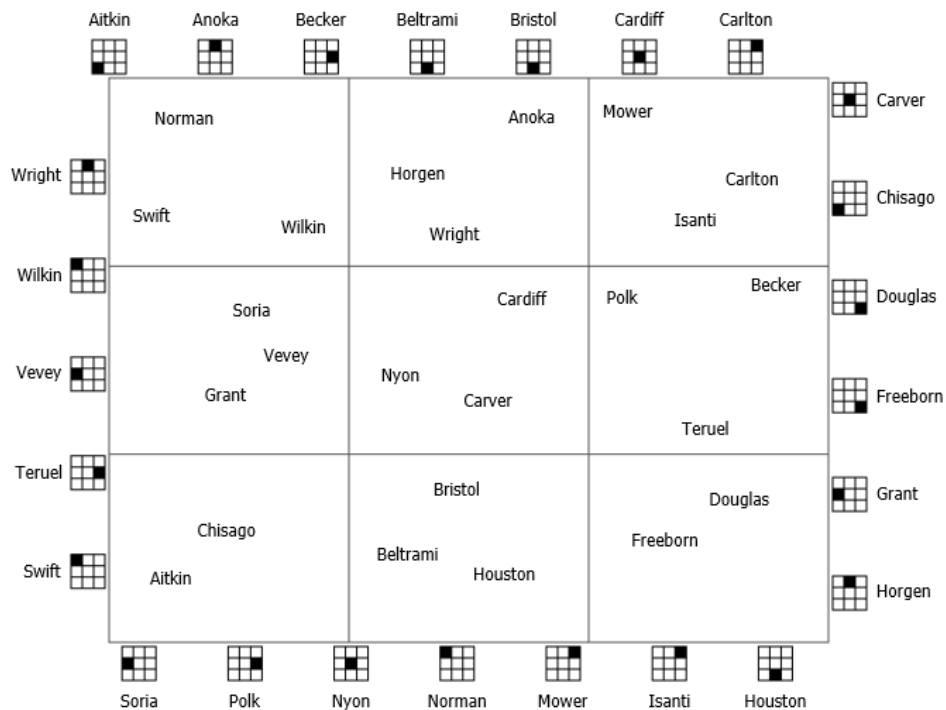 Aitkin Anoka Becker Beltrami Bristol Cardiff Carlton
Carver
Norman Anoka Mower
Wright Horgen Carlton
Chisago
Swift Wilkin Wright Isanti
Wilkin Soria Cardiff Polk Becker Douglas
Vevey Vevey Nyon
Grant Carver Freeborn
Teruel
Teruel Bristol Douglas Grant
Chisago Freeborn
Swift Aitkin Beltrami Houston Horgen
Soria Polk Nyon Norman Mower Isanti Houston